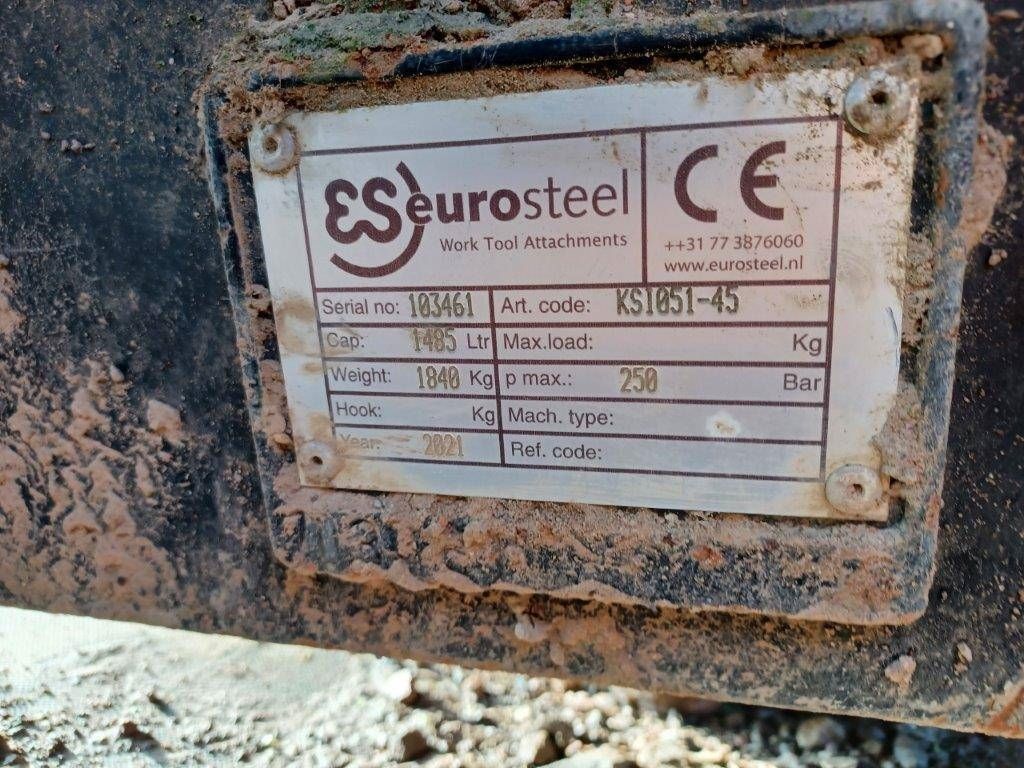 ES eurosteel
Work Tool Attachments
CE
++31 77 3876060
www.eurosteel.nl
Serial no: 103461 Art. code: KS1051-45
Cap: 1485 Ltr Max.load: Kg
Weight: 1840 Kg p max.: 250 Bar
Hook: Kg Mach. type:
Year: 2021 Ref. code: